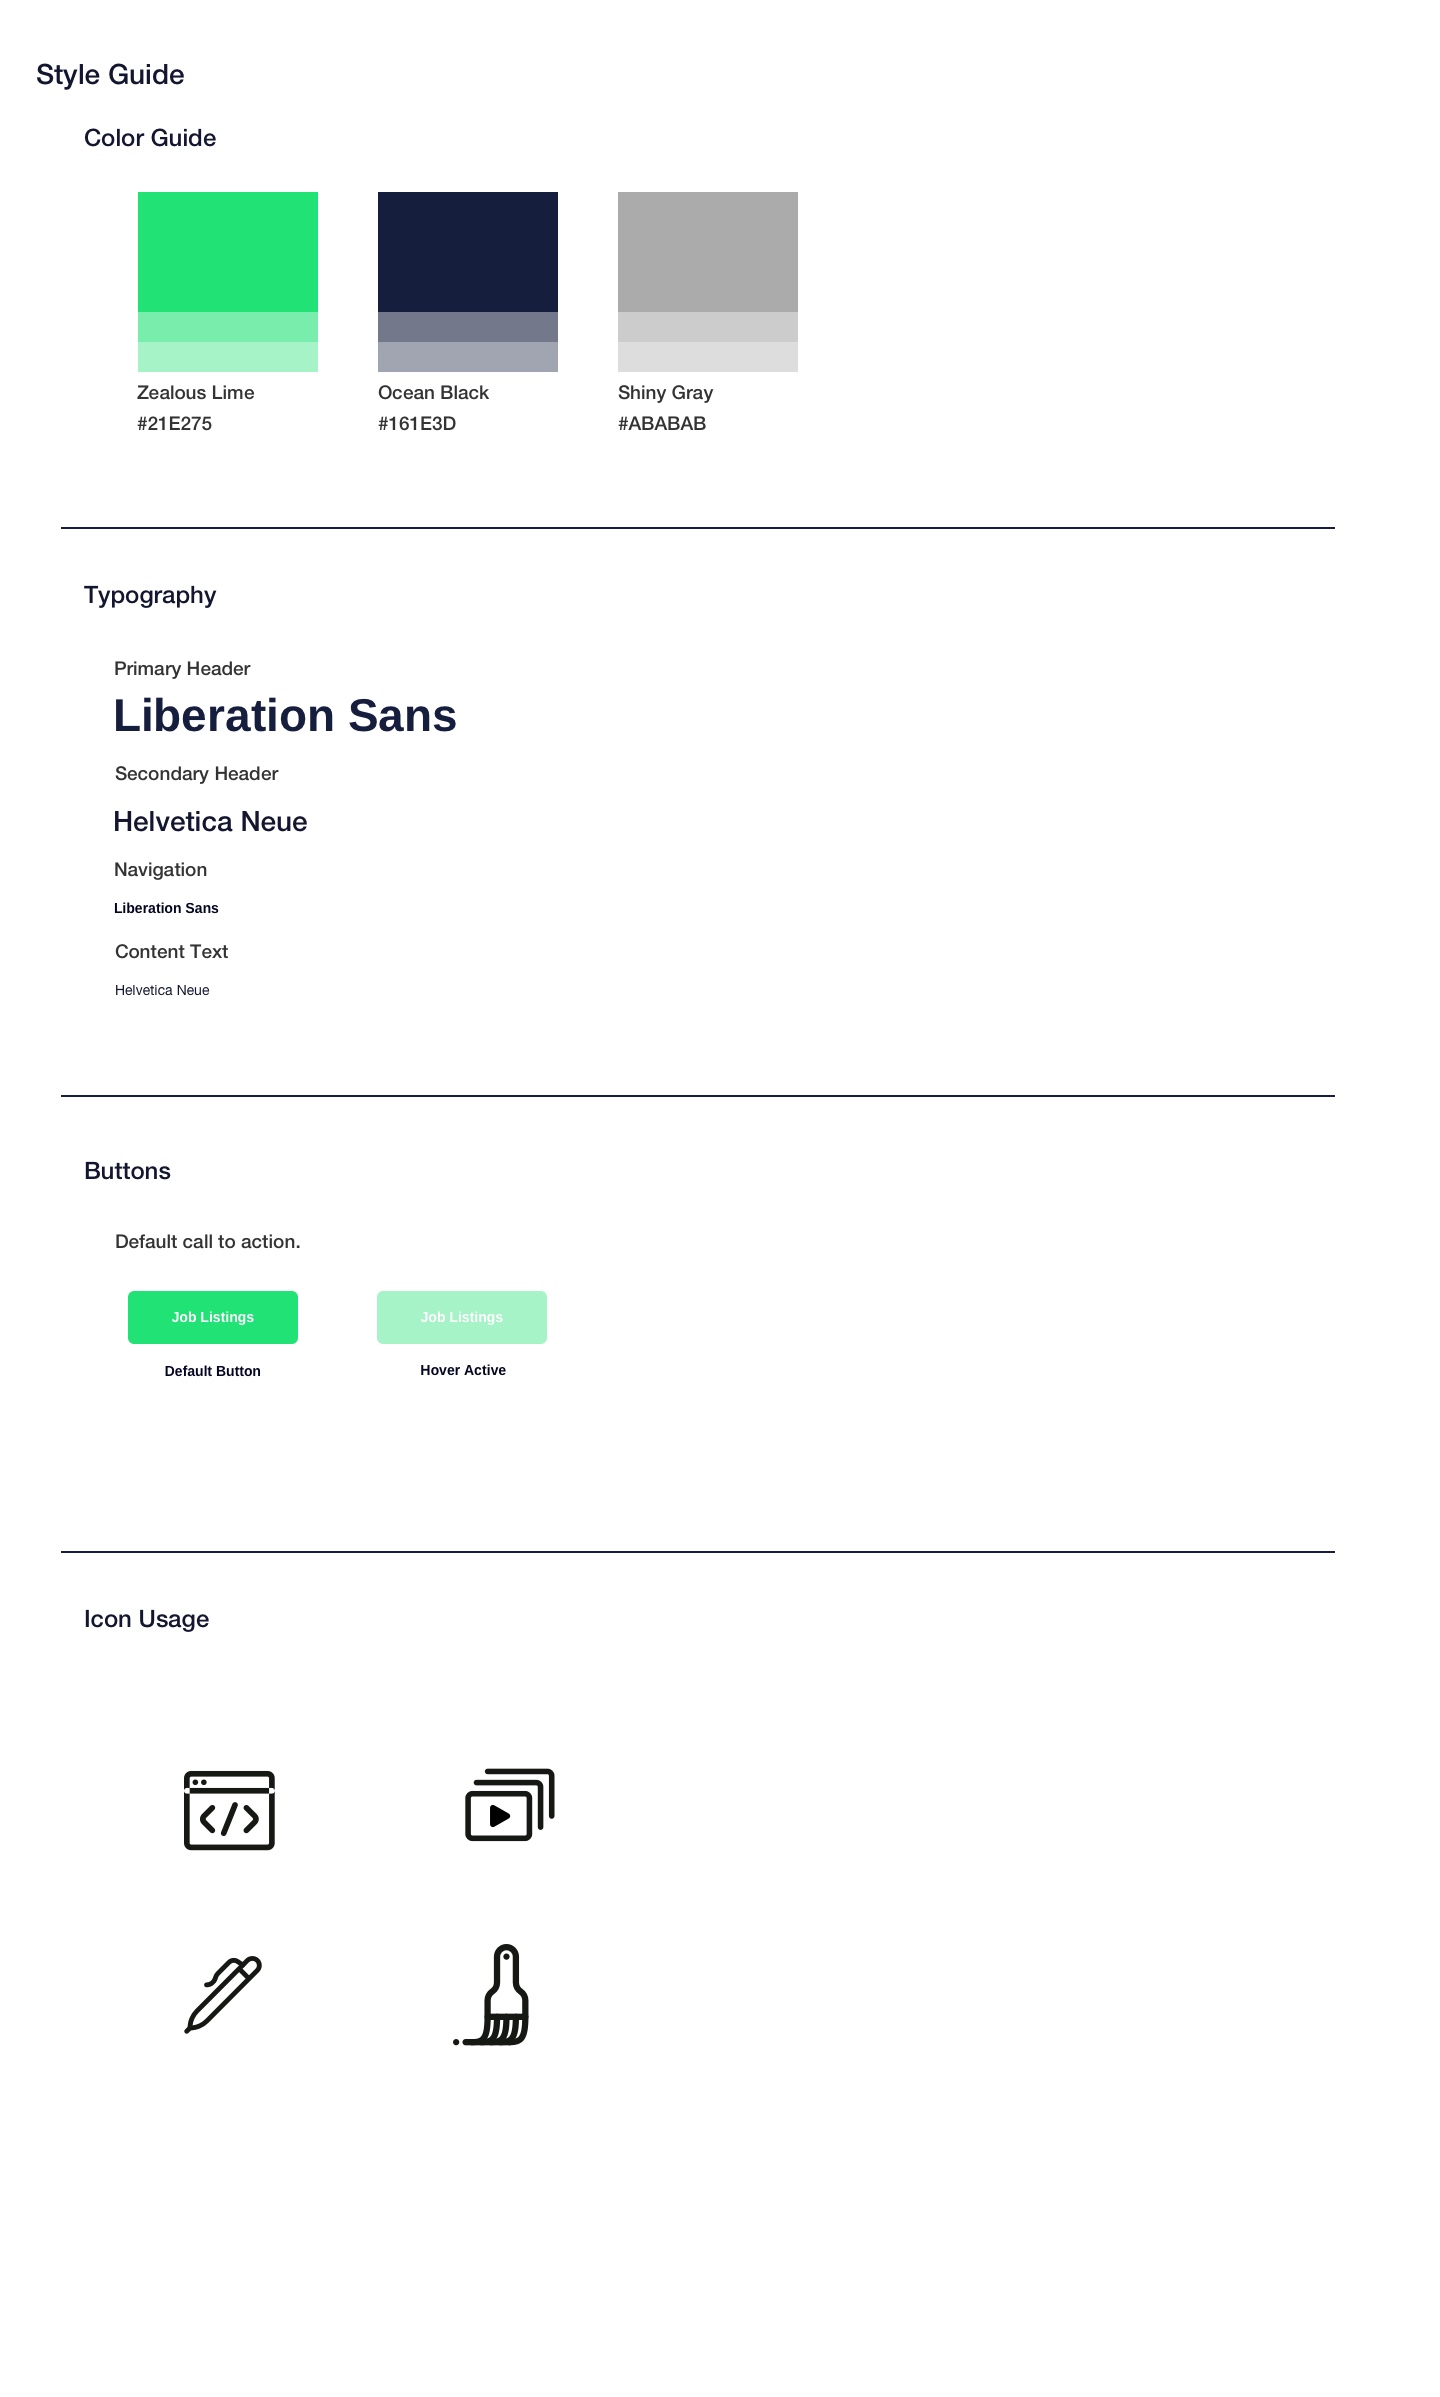 Style Guide
Color Guide
Zealous Lime
#21E275
Ocean Black
#161E3D
Shiny Gray
#ABABAB
Typography
Primary Header
Liberation Sans
Secondary Header
Helvetica Neue
Navigation
Liberation Sans
Content Text
Helvetica Neue
Buttons
Default call to action.
Job Listings
Default Button
Job Listings
Hover Active
Icon Usage